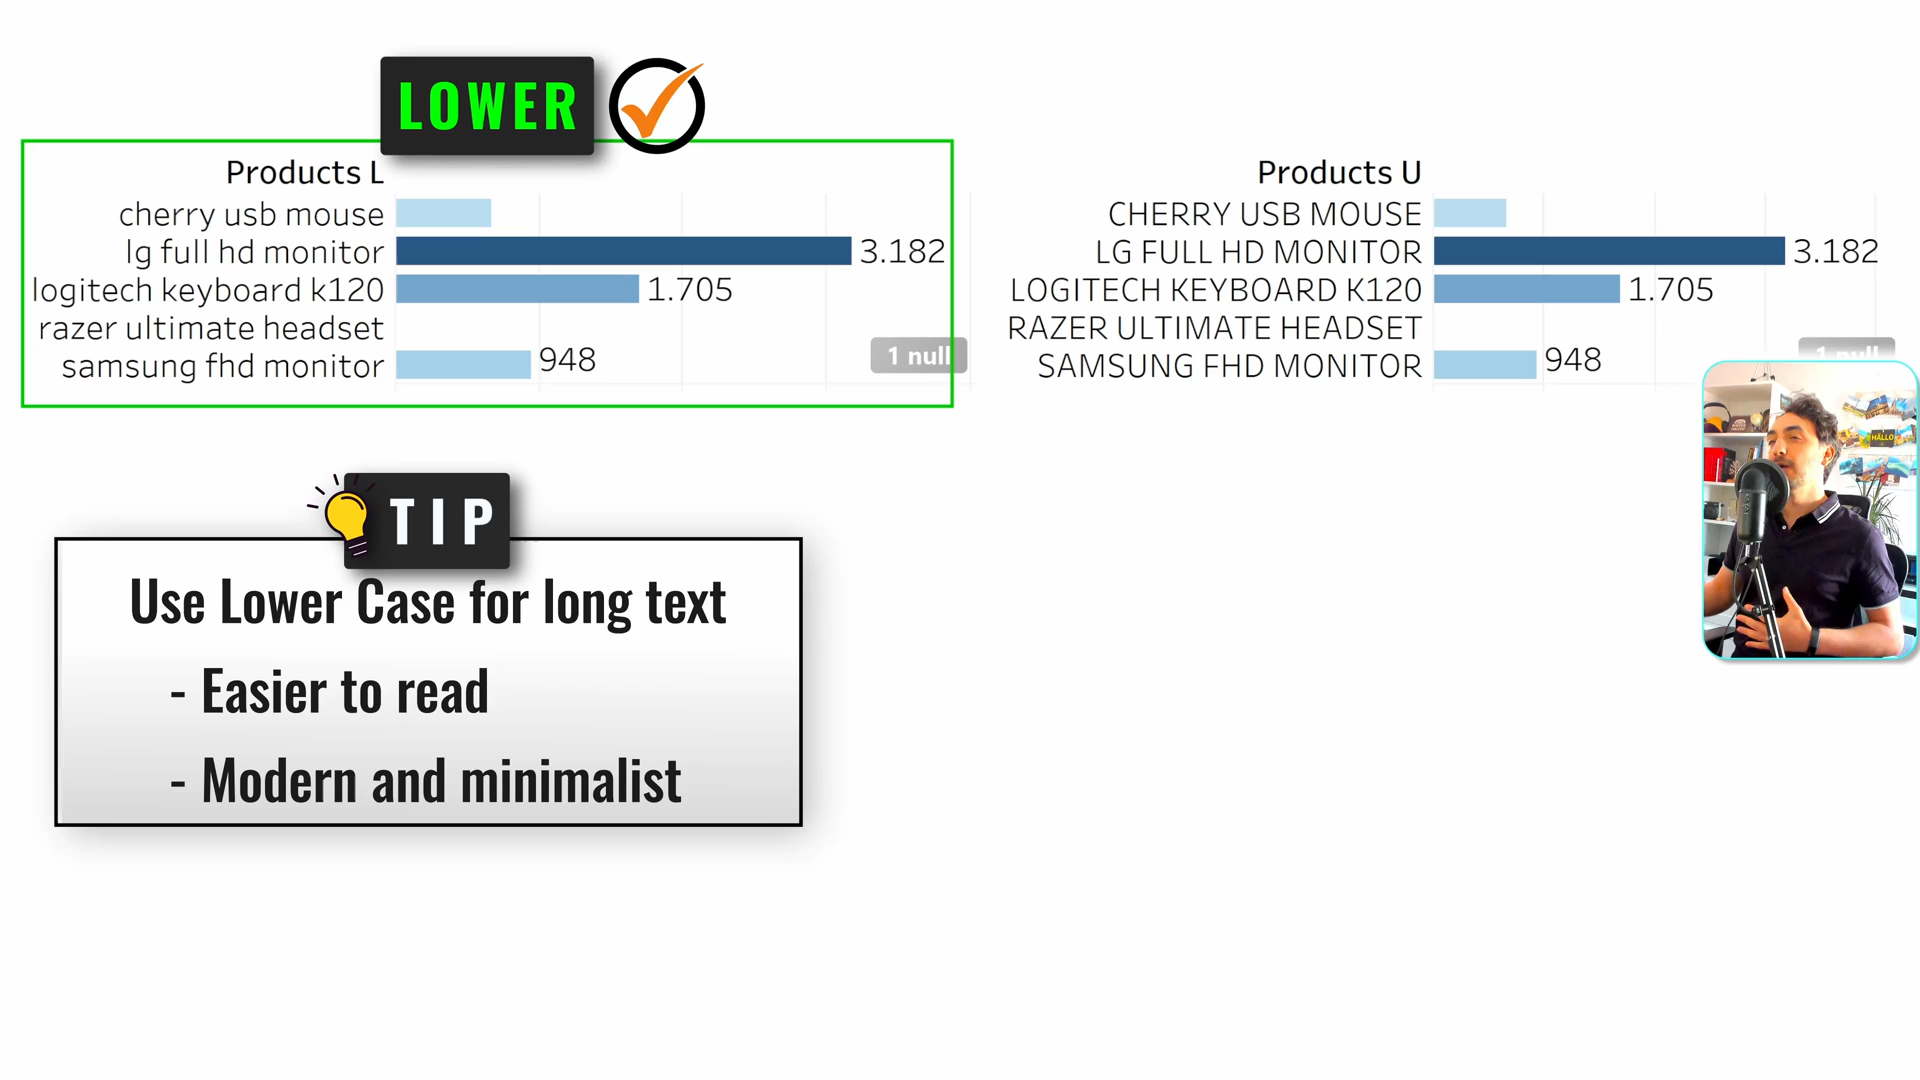 LOWER
Products L
cherry usb mouse
lg full hd monitor 3.182
logitech keyboard k120 1.705
razer ultimate headset
samsung fhd monitor 948
1 null
Products U
CHERRY USB MOUSE
LG FULL HD MONITOR 3.182
LOGITECH KEYBOARD K120 1.705
RAZER ULTIMATE HEADSET
SAMSUNG FHD MONITOR 948
1 null
HALLO
TIP
Use Lower Case for long text
- Easier to read
- Modern and minimalist